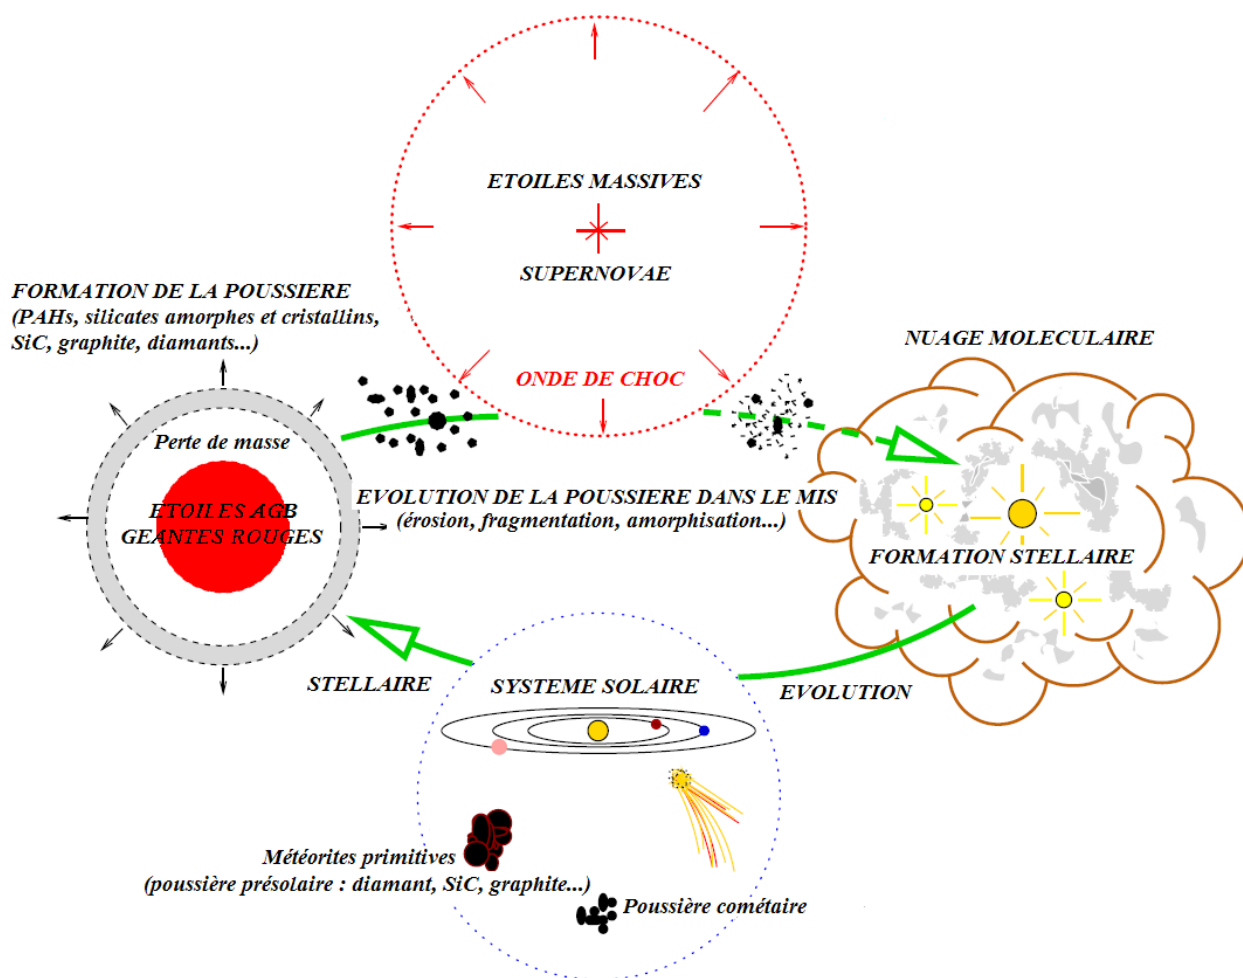 ETOILES MASSIVES
SUPERNOVAE
ONDE DE CHOC
FORMATION DE LA POUSSIERE
(PAHs, silicates amorphes et cristallins,
SiC, graphite, diamants...)
Perte de masse
ETOILES AGB
GEANTES ROUGES
EVOLUTION DE LA POUSSIERE DANS LE MIS
(érosion, fragmentation, amorphisation...)
NUAGE MOLECULAIRE
FORMATION STELLAIRE
STELLAIRE
SYSTEME SOLAIRE
EVOLUTION
Météorites primitives
(poussière présolaire : diamant, SiC, graphite...)
Poussière cométaire